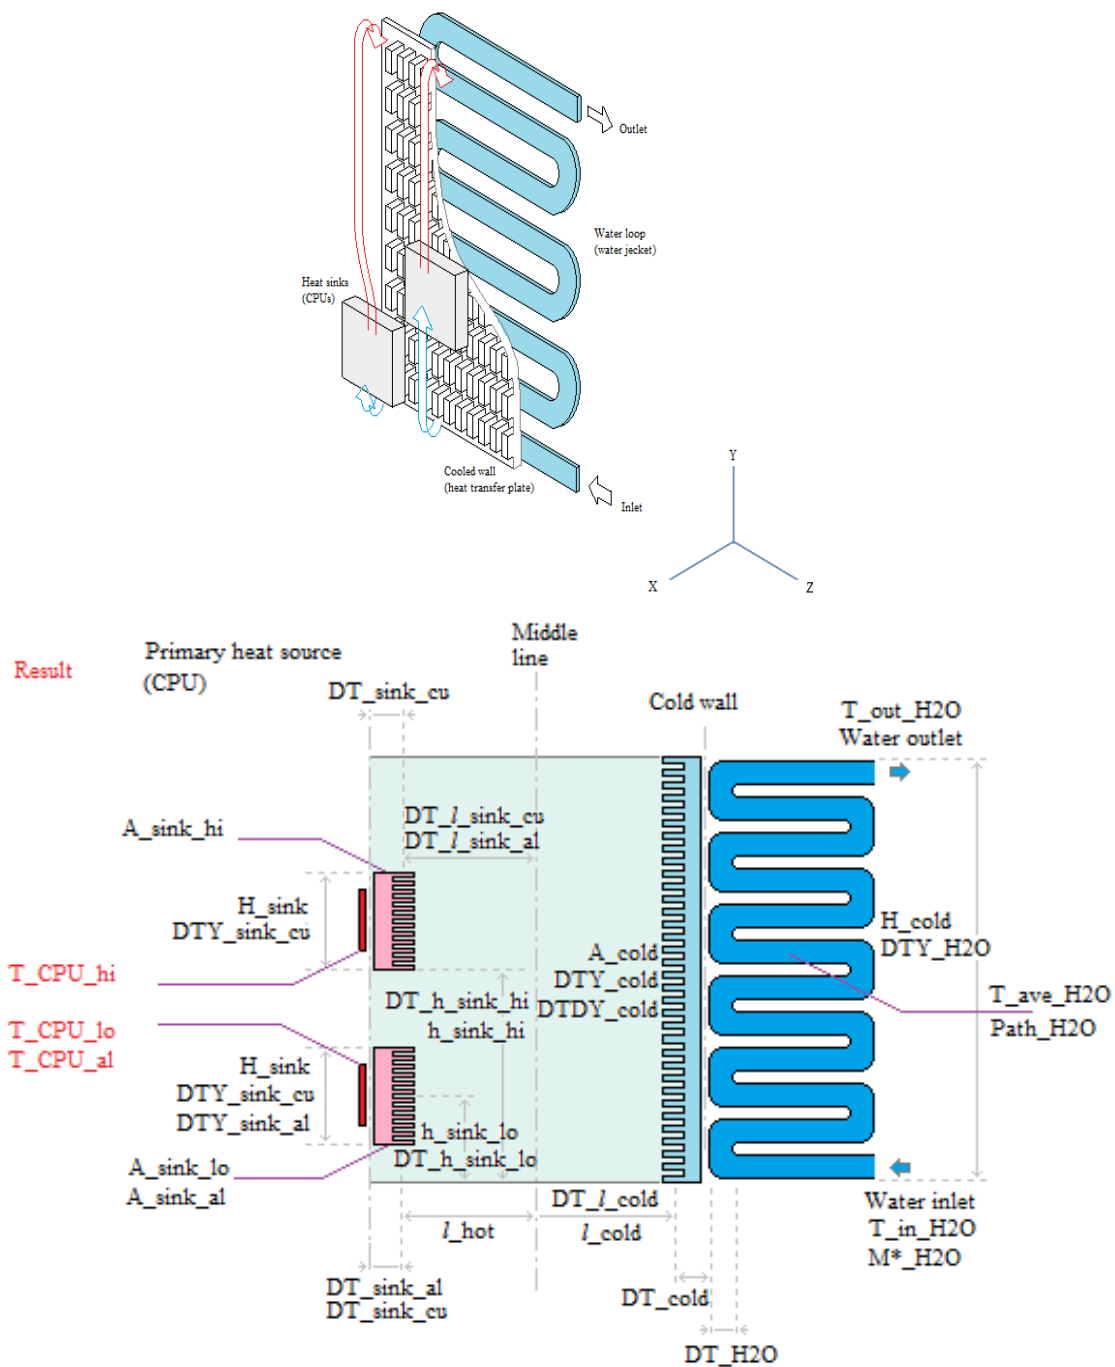 Outlet
Water loop
(water jecket)
Heat sinks
(CPUs)
Cooled wall
(heat transfer plate)
Inlet
Y
X
Z
Result
Primary heat source
(CPU)
Middle
line
DT_sink_cu
Cold wall
T_out_H2O
Water outlet
A_sink_hi
DT_l_sink_cu
DT_l_sink_al
H_sink
DTY_sink_cu
A_cold
DTY_cold
DTDY_cold
H_cold
DTY_H2O
T_CPU_hi
DT_h_sink_hi
h_sink_hi
T_ave_H2O
Path_H2O
T_CPU_lo
T_CPU_al
H_sink
DTY_sink_cu
DTY_sink_al
h_sink_lo
DT_h_sink_lo
A_sink_lo
A_sink_al
DT_l_cold
l_hot
l_cold
Water inlet
T_in_H2O
M*_H2O
DT_sink_al
DT_sink_cu
DT_cold
DT_H2O